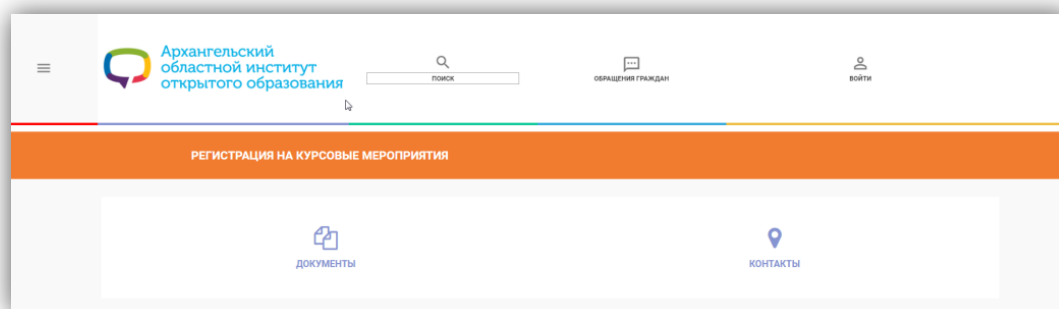 Архангельский
областной институт
открытого образования
ПОИСК
ОБРАЩЕНИЯ ГРАЖДАН
ВОЙТИ
РЕГИСТРАЦИЯ НА КУРСОВЫЕ МЕРОПРИЯТИЯ
ДОКУМЕНТЫ
КОНТАКТЫ